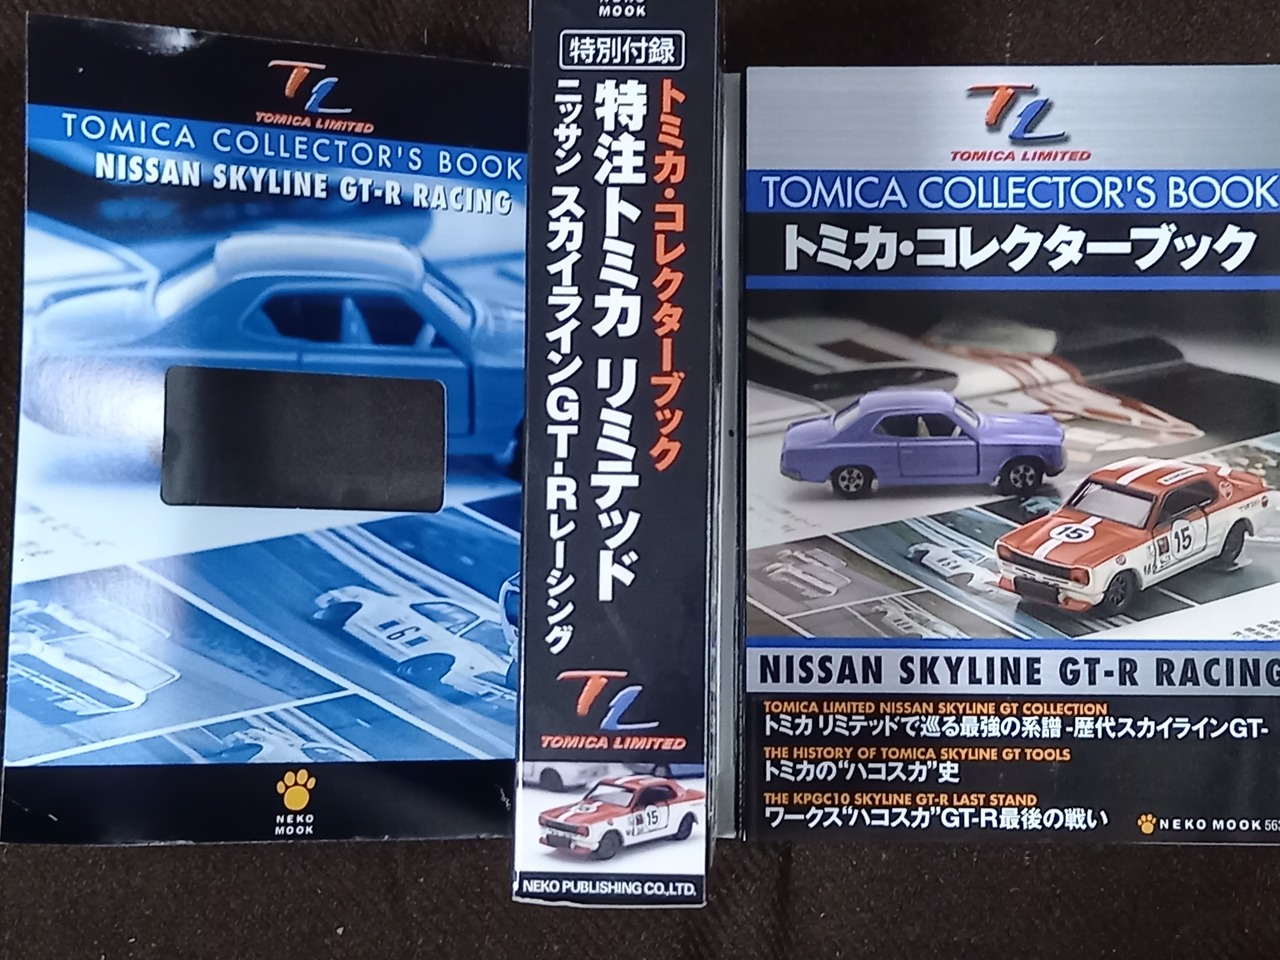 TOMICA LIMITED
TOMICA COLLECTOR'S BOOK
NISSAN SKYLINE GT-R RACING
NEKO
MOOK
NEKO
MOOK
特別付録
トミカ・コレクターブック
特注トミカ リミテッド
ニッサン スカイラインGT-Rレーシング
TOMICA LIMITED
15
NEKO PUBLISHING CO.,LTD.
TOMICA LIMITED
TOMICA COLLECTOR'S BOOK
トミカ・コレクターブック
15
15
NISSAN SKYLINE GT-R RACING
TOMICA LIMITED NISSAN SKYLINE GT COLLECTION
トミカ リミテッドで巡る最強の系譜 -歴代スカイラインGT-
THE HISTORY OF TOMICA SKYLINE GT TOOLS
トミカの“ハコスカ”史
THE KPGC10 SKYLINE GT-R LAST STAND
ワークス“ハコスカ”GT-R最後の戦い
NEKO MOOK